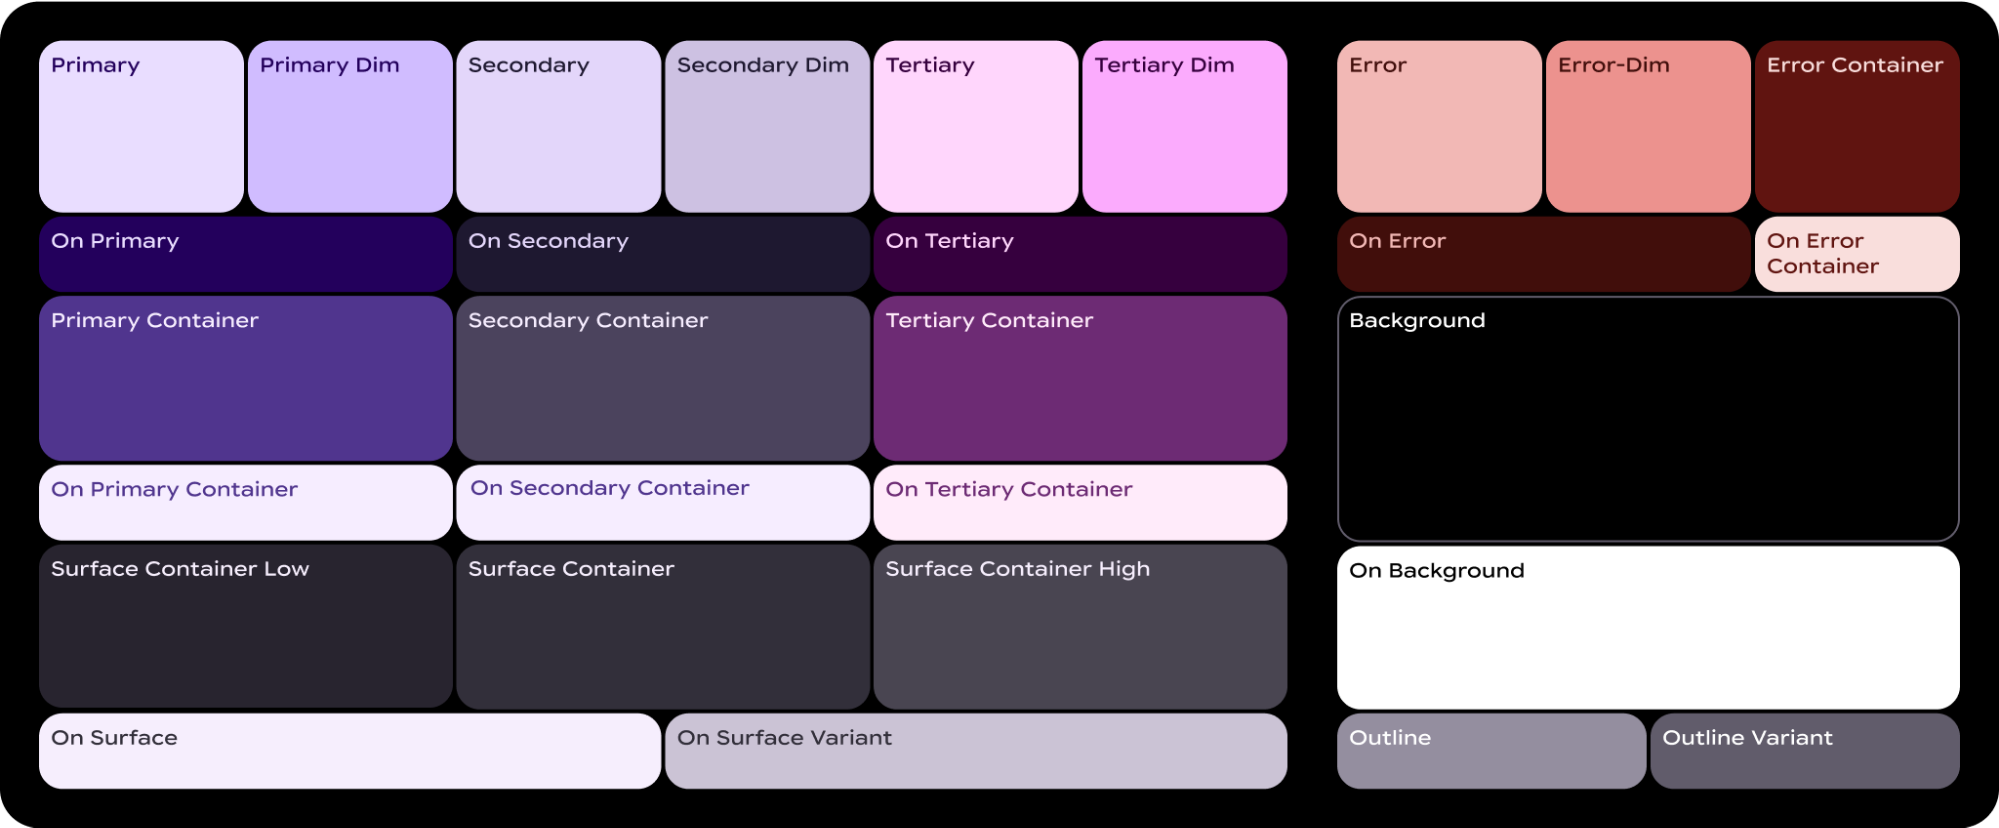 Primary
Primary Dim
Secondary
Secondary Dim
Tertiary
Tertiary Dim
Error
Error-Dim
Error Container
On Primary
On Secondary
On Tertiary
On Error
On Error
Container
Primary Container
Secondary Container
Tertiary Container
Background
On Primary Container
On Secondary Container
On Tertiary Container
Surface Container Low
Surface Container
Surface Container High
On Background
On Surface
On Surface Variant
Outline
Outline Variant